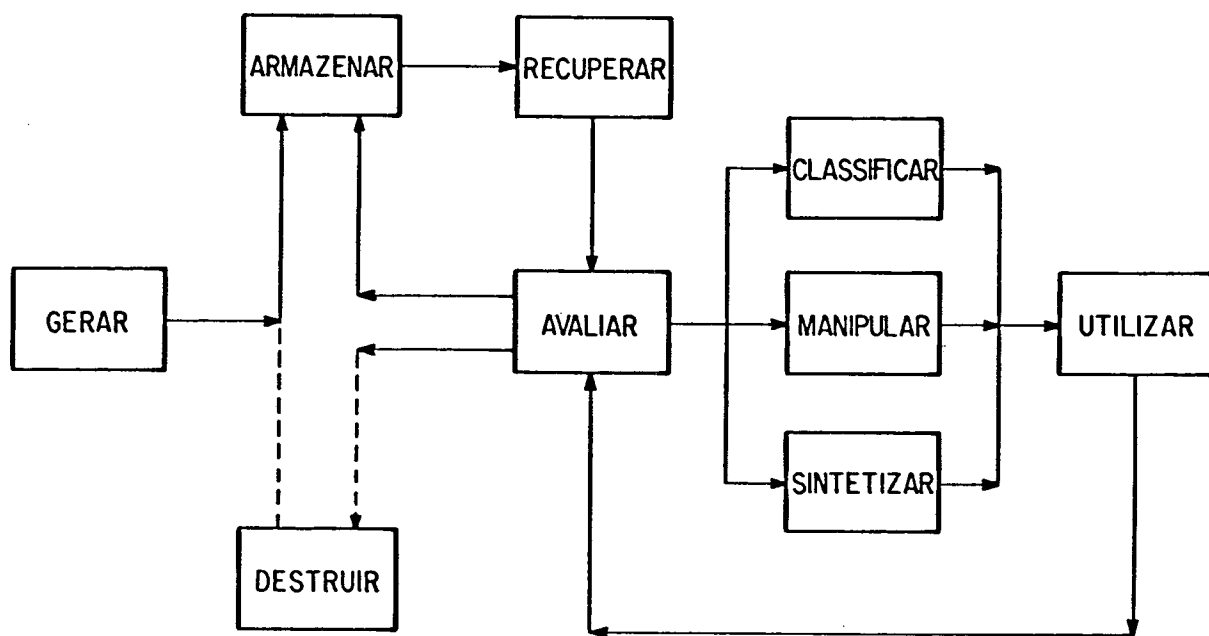 ARMAZENAR
RECUPERAR
CLASSIFICAR
GERAR
AVALIAR
MANIPULAR
UTILIZAR
SINTETIZAR
DESTRUIR